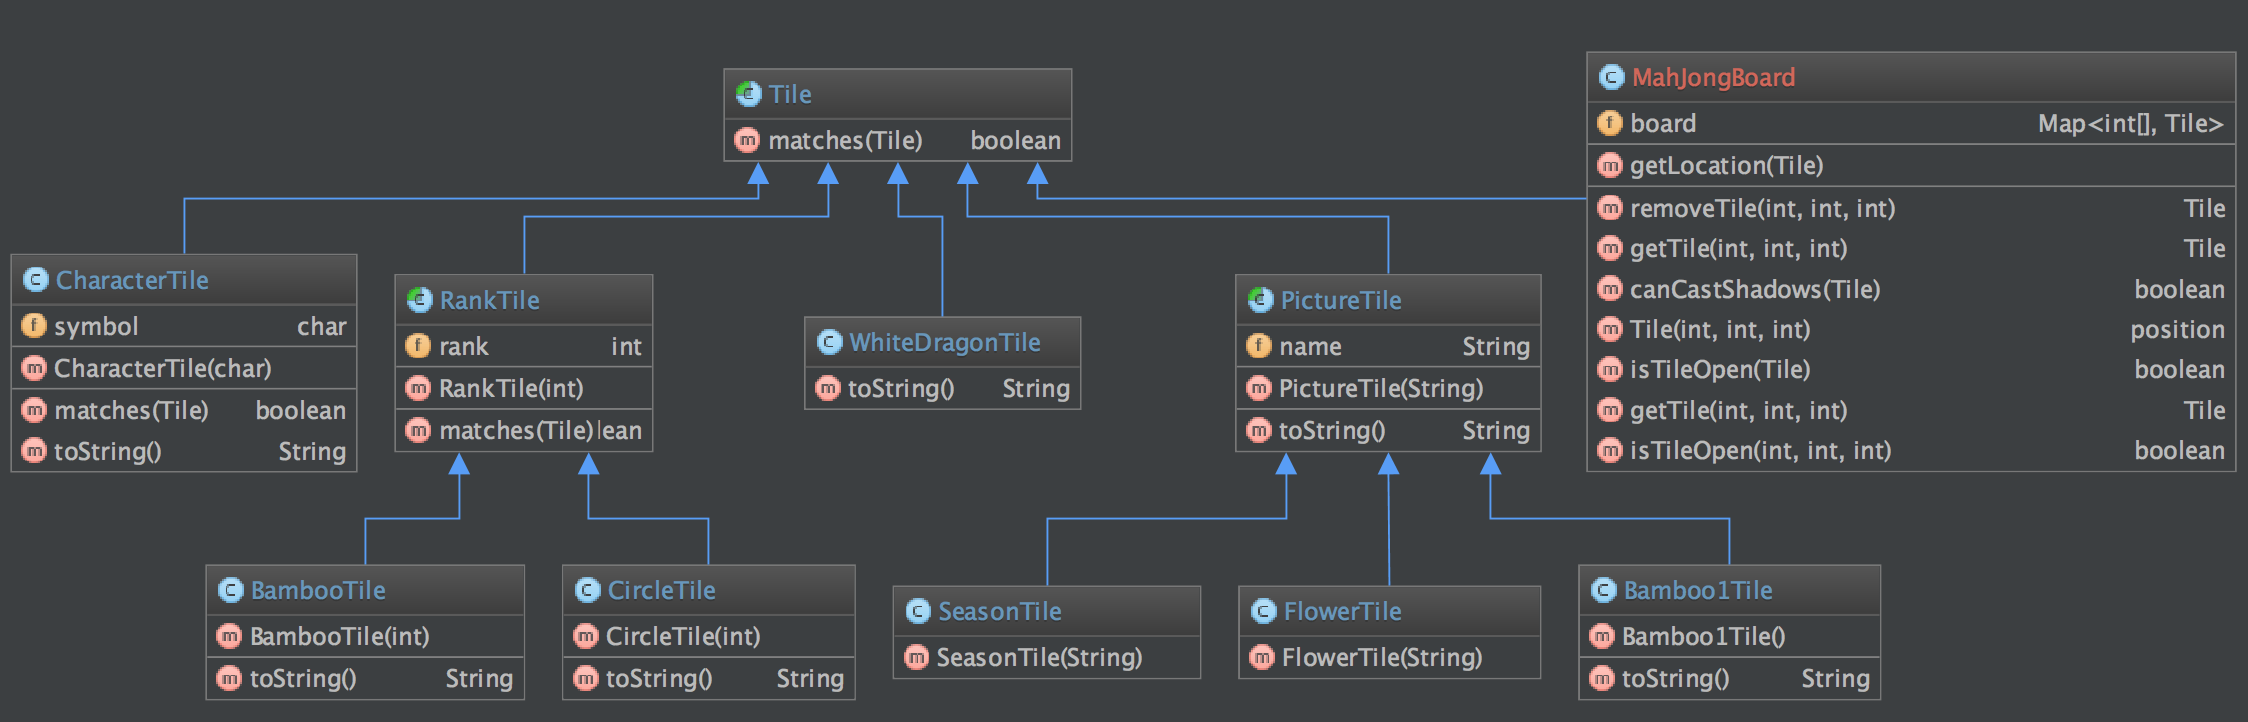 Tile
matches(Tile) boolean
MahJongBoard
board Map<int[], Tile>
getLocation(Tile)
removeTile(int, int, int) Tile
getTile(int, int, int) Tile
canCastShadows(Tile) boolean
Tile(int, int, int) position
isTileOpen(Tile) boolean
getTile(int, int, int) Tile
isTileOpen(int, int, int) boolean
CharacterTile
symbol char
CharacterTile(char)
matches(Tile) boolean
toString() String
RankTile
rank int
RankTile(int)
matches(Tile) lean
WhiteDragonTile
toString() String
PictureTile
name String
PictureTile(String)
toString() String
BambooTile
BambooTile(int)
toString() String
CircleTile
CircleTile(int)
toString() String
SeasonTile
SeasonTile(String)
FlowerTile
FlowerTile(String)
Bamboo1Tile
Bamboo1Tile()
toString() String